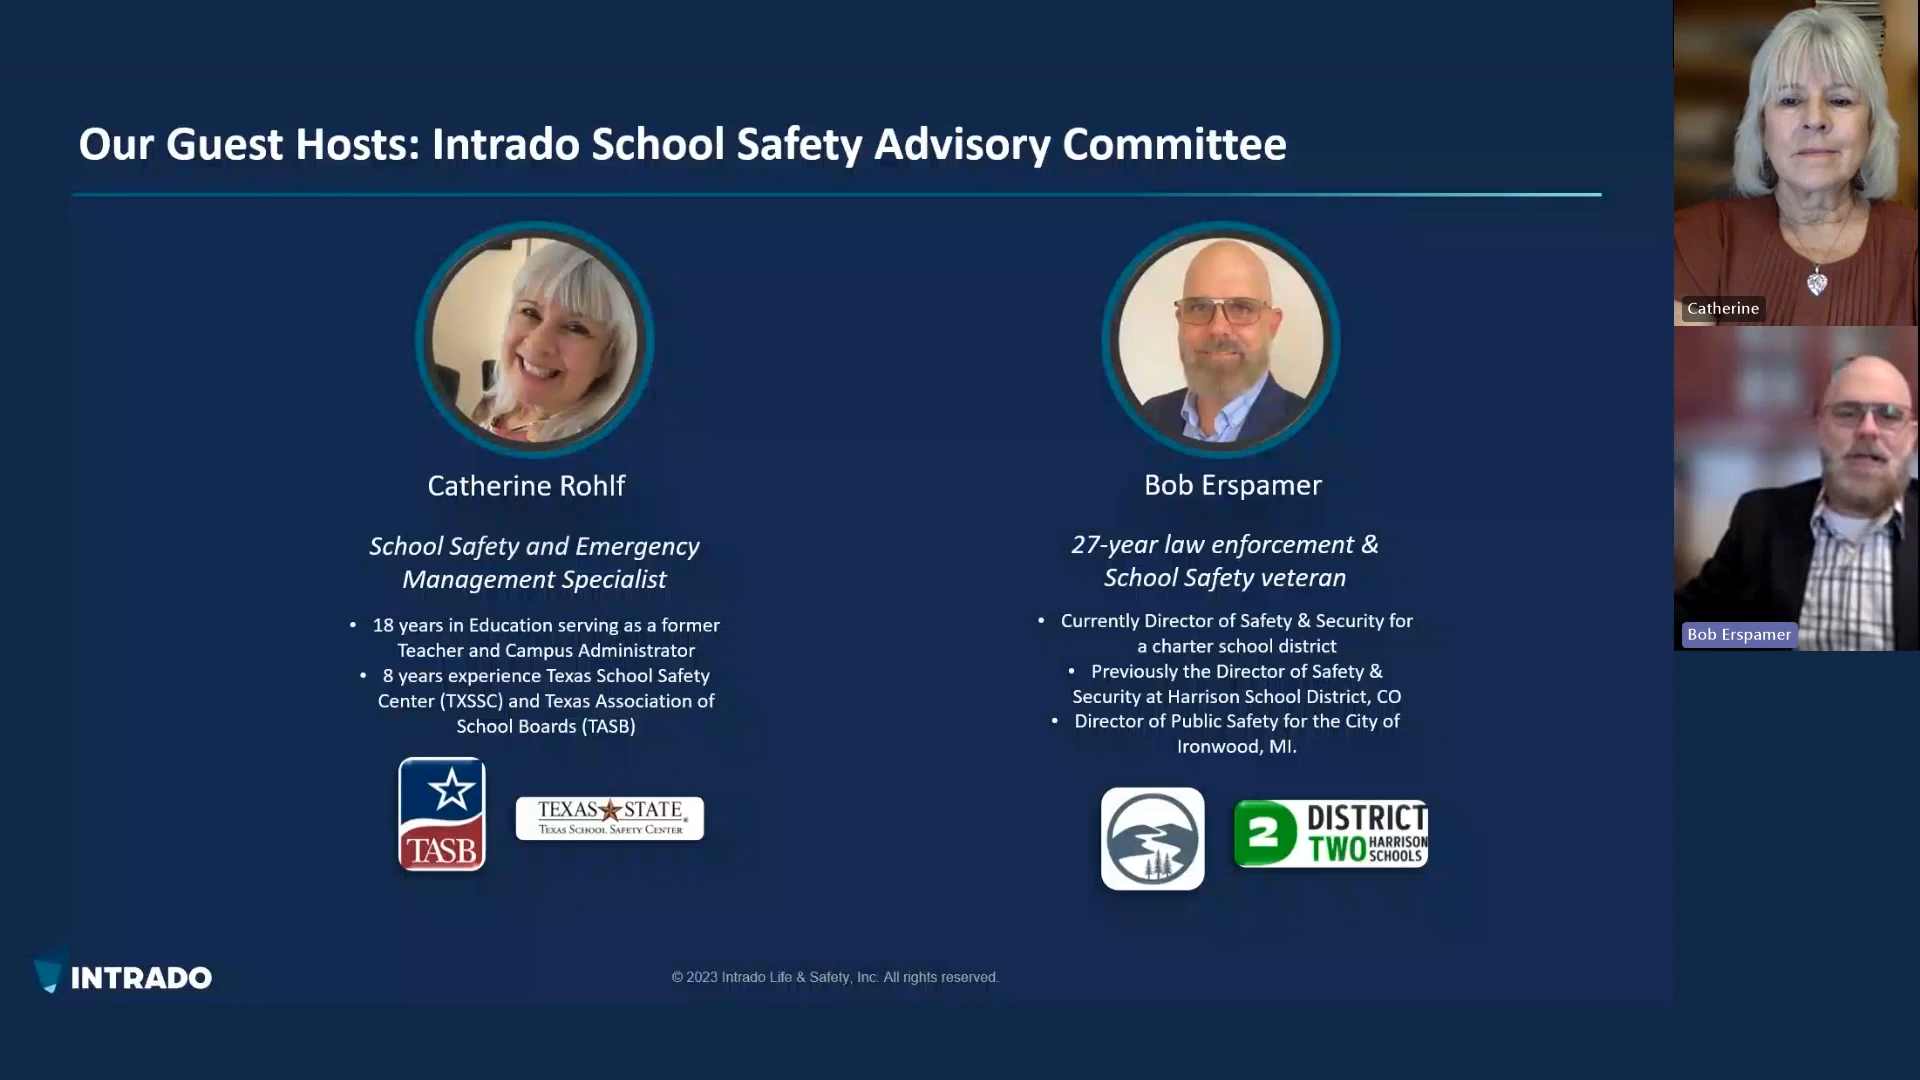 Our Guest Hosts: Intrado School Safety Advisory Committee
Catherine Rohlf
School Safety and Emergency
Management Specialist
• 18 years in Education serving as a former
Teacher and Campus Administrator
• 8 years experience Texas School Safety
Center (TXSSC) and Texas Association of
School Boards (TASB)
TASB
TEXAS STATE®
TEXAS SCHOOL SAFETY CENTER
Bob Erspamer
27-year law enforcement &
School Safety veteran
• Currently Director of Safety & Security for
a charter school district
• Previously the Director of Safety &
Security at Harrison School District, CO
• Director of Public Safety for the City of
Ironwood, MI.
2 DISTRICT
TWO HARRISON
SCHOOLS
Catherine
Bob Erspamer
INTRADO
© 2023 Intrado Life & Safety, Inc. All rights reserved.